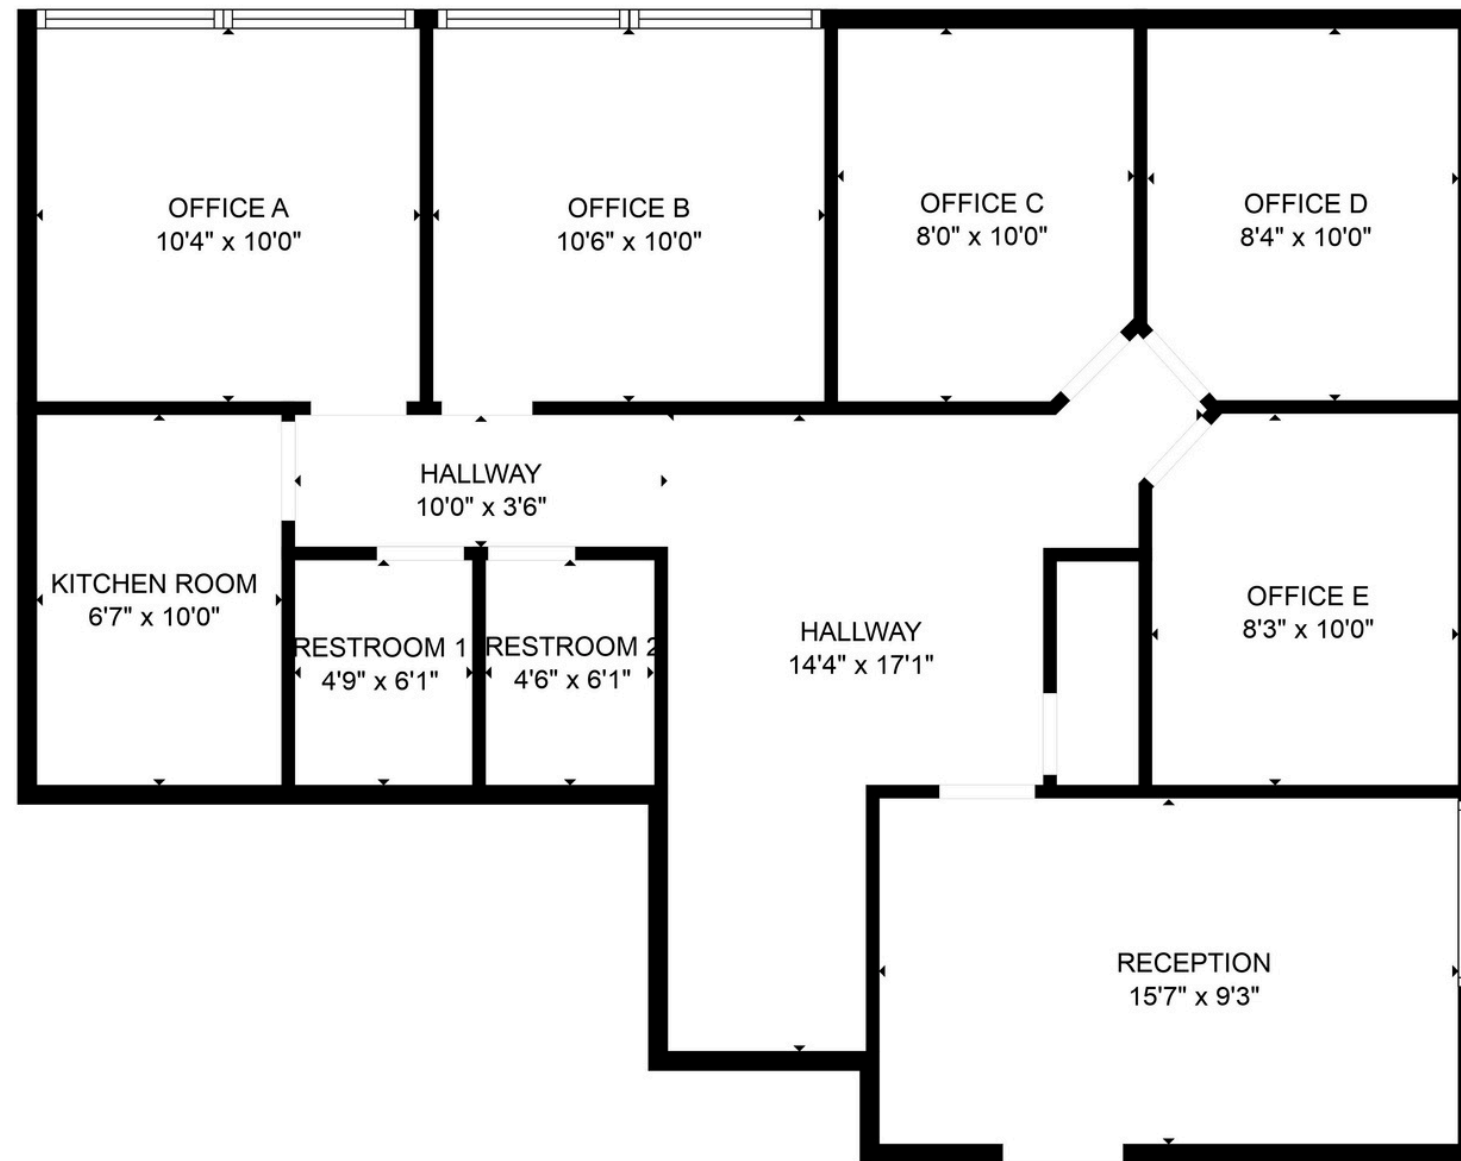 OFFICE A
10'4" x 10'0"
OFFICE B
10'6" x 10'0"
OFFICE C
8'0" x 10'0"
OFFICE D
8'4" x 10'0"
HALLWAY
10'0" x 3'6"
KITCHEN ROOM
6'7" x 10'0"
RESTROOM 1
4'9" x 6'1"
RESTROOM 2
4'6" x 6'1"
HALLWAY
14'4" x 17'1"
OFFICE E
8'3" x 10'0"
RECEPTION
15'7" x 9'3"